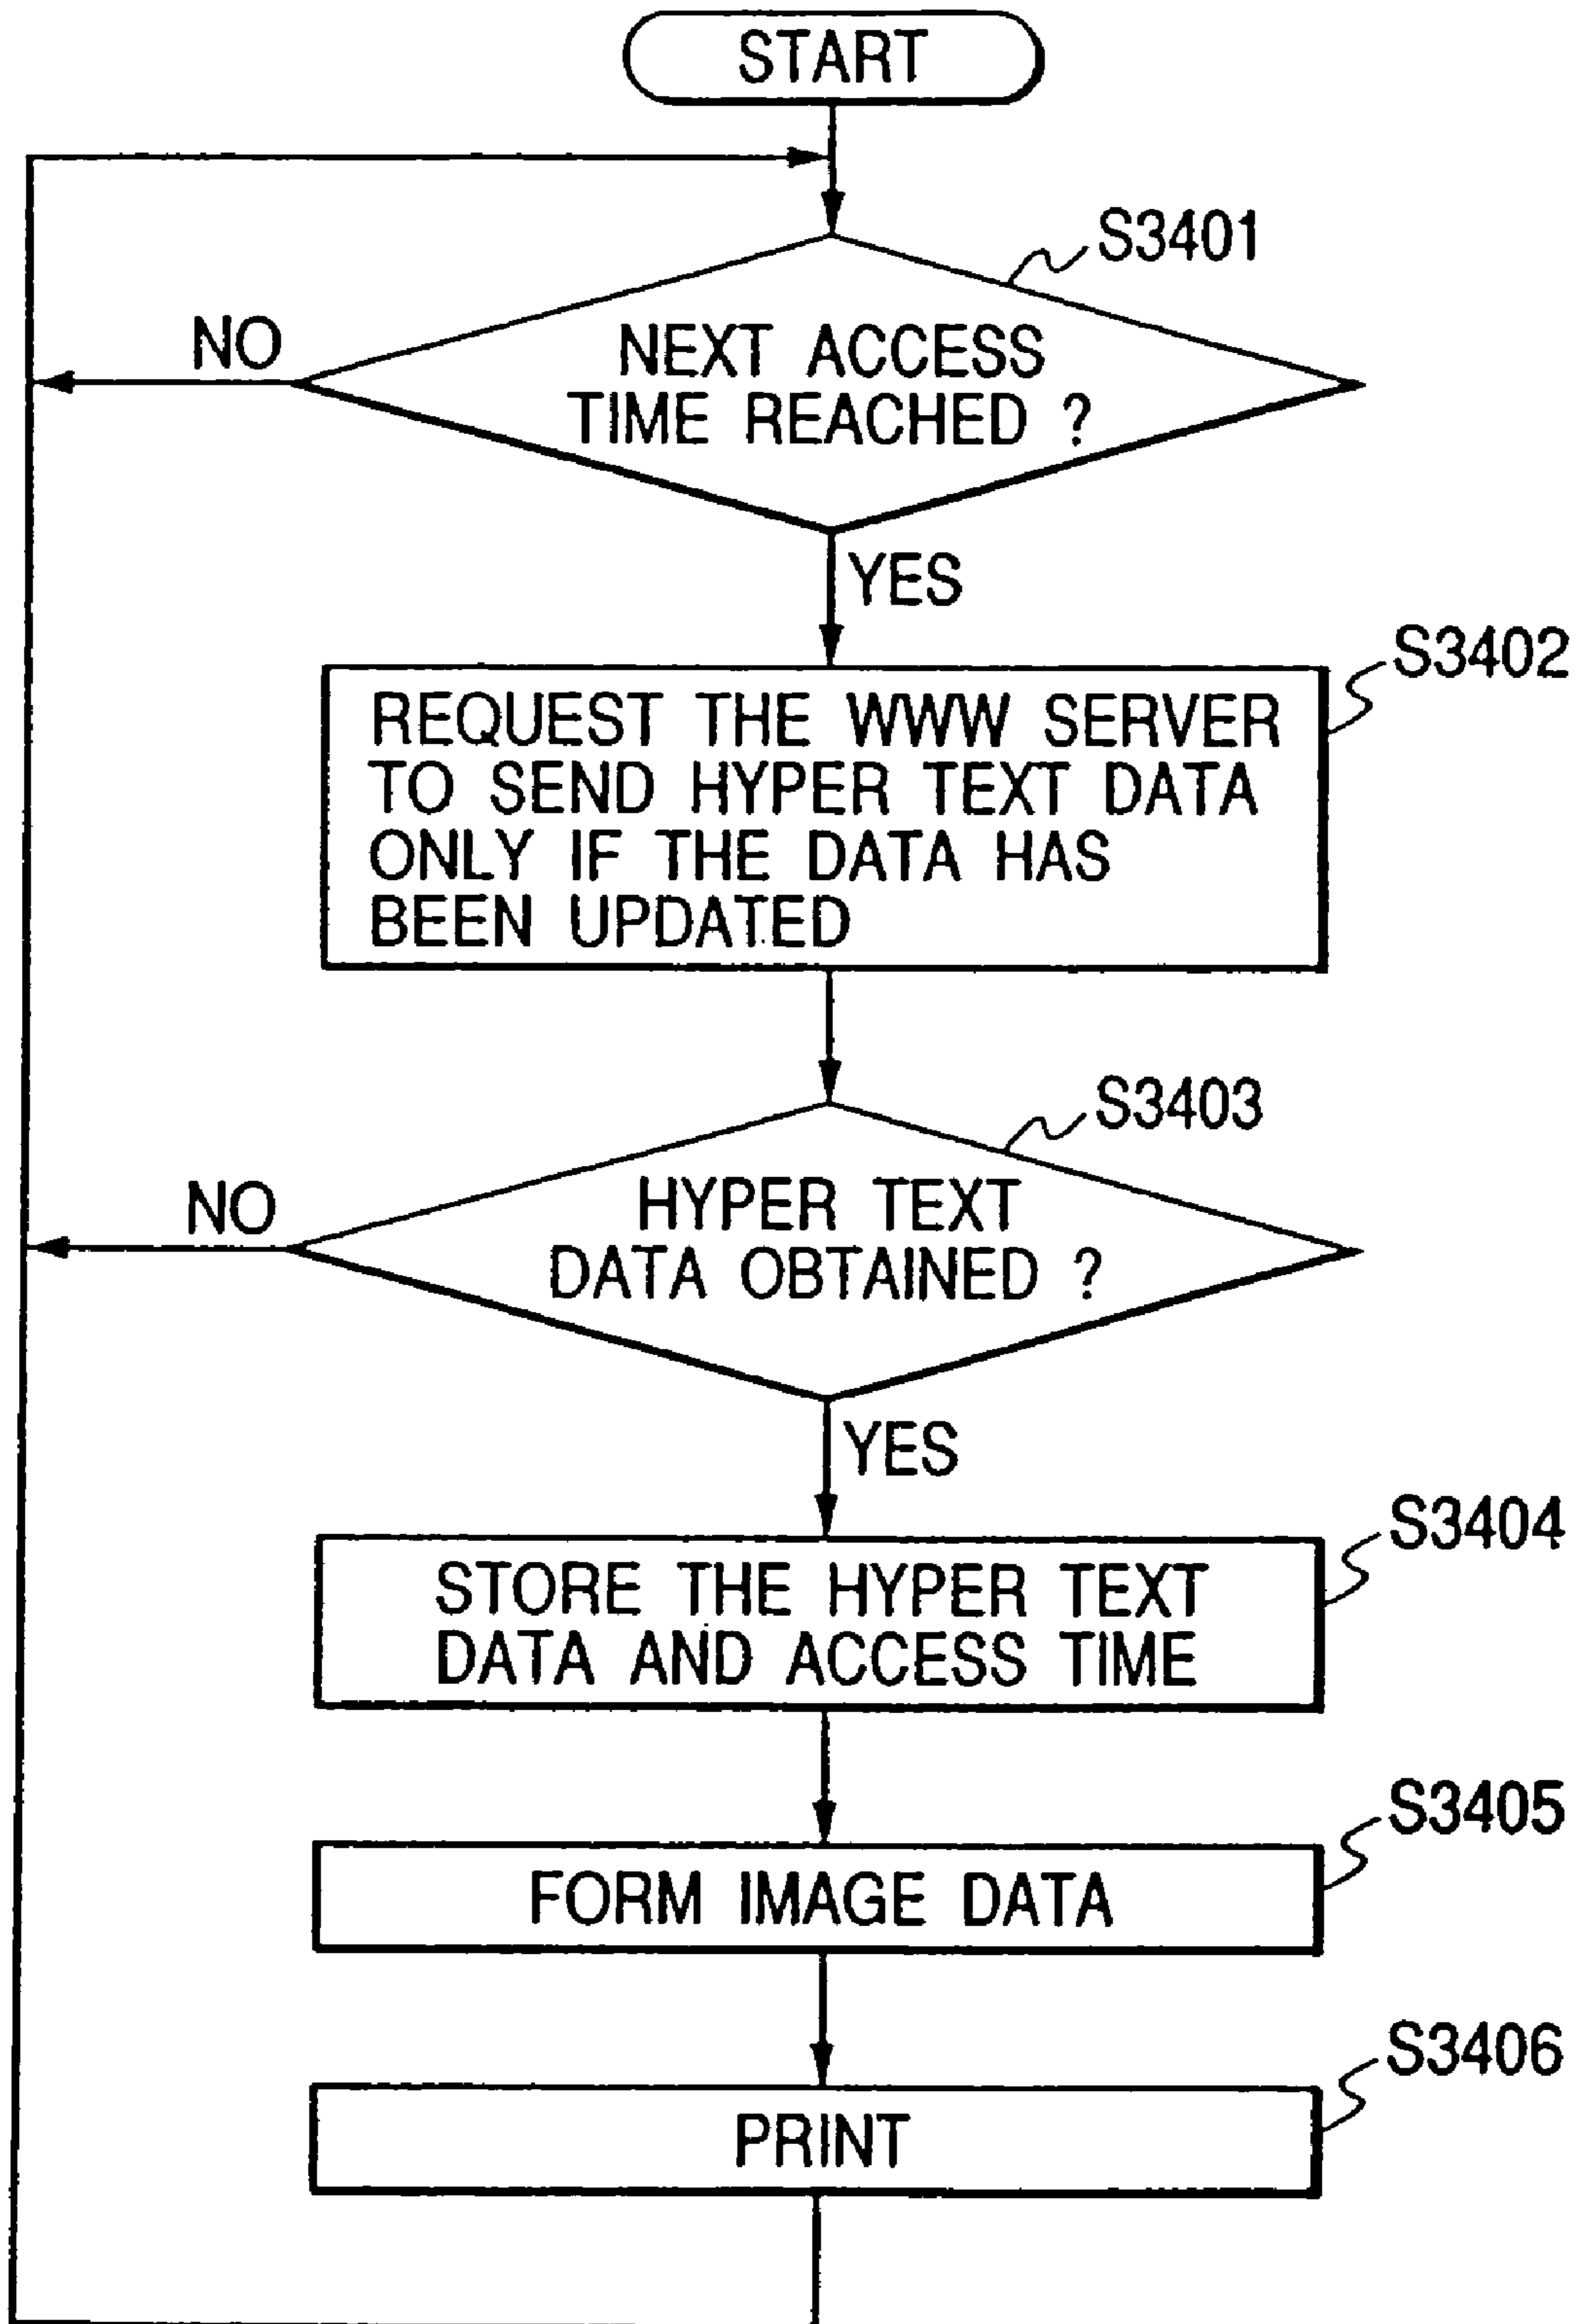 START
S3401
NO
NEXT ACCESS
TIME REACHED ?
YES
S3402
REQUEST THE WWW SERVER
TO SEND HYPER TEXT DATA
ONLY IF THE DATA HAS
BEEN UPDATED
S3403
NO
HYPER TEXT
DATA OBTAINED ?
YES
S3404
STORE THE HYPER TEXT
DATA AND ACCESS TIME
S3405
FORM IMAGE DATA
S3406
PRINT